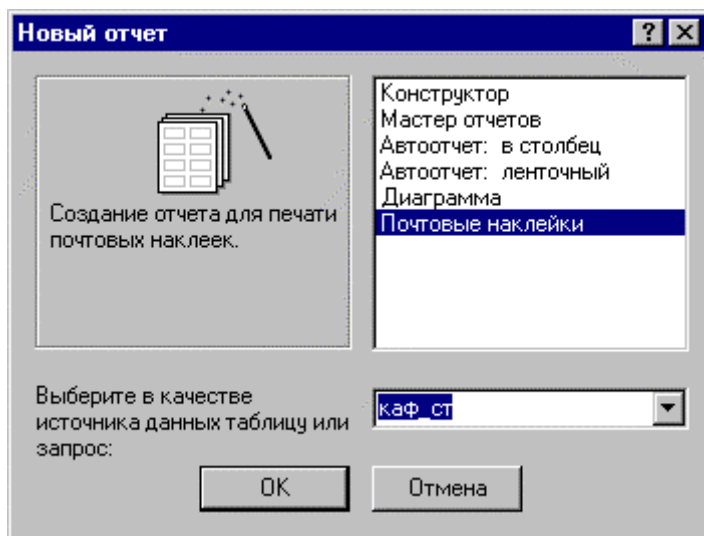 Новый отчет
Создание отчета для печати
почтовых наклеек.
Конструктор
Мастер отчетов
Автоотчет: в столбец
Автоотчет: ленточный
Диаграмма
Почтовые наклейки
Выберите в качестве
источника данных таблицу или
запрос:
каф_ст
OK
Отмена